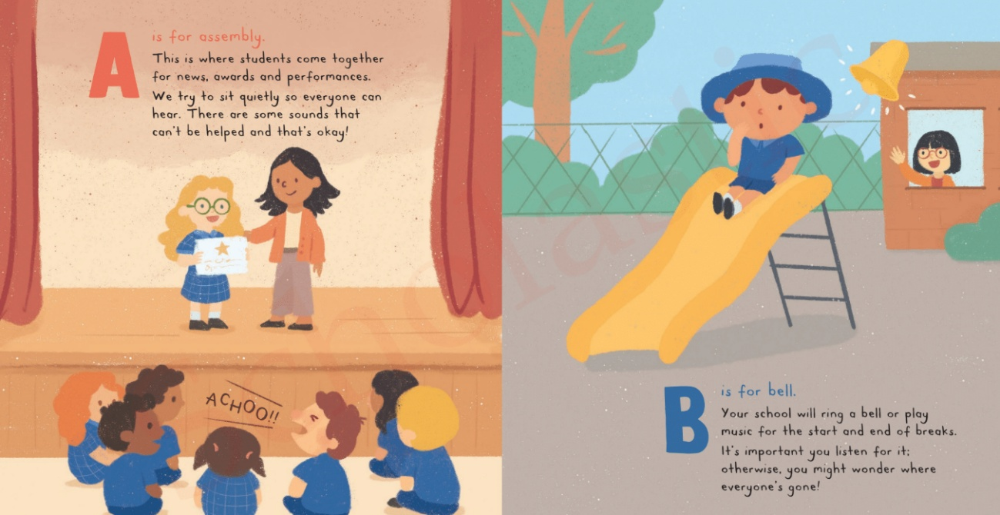 A
is for assembly.
This is where students come together
for news, awards and performances.
We try to sit quietly so everyone can
hear. There are some sounds that
can't be helped and that's okay!
ACHOO!!
B
is for bell.
Your school will ring a bell or play
music for the start and end of breaks.
It's important you listen for it;
otherwise, you might wonder where
everyone's gone!
Scholastic